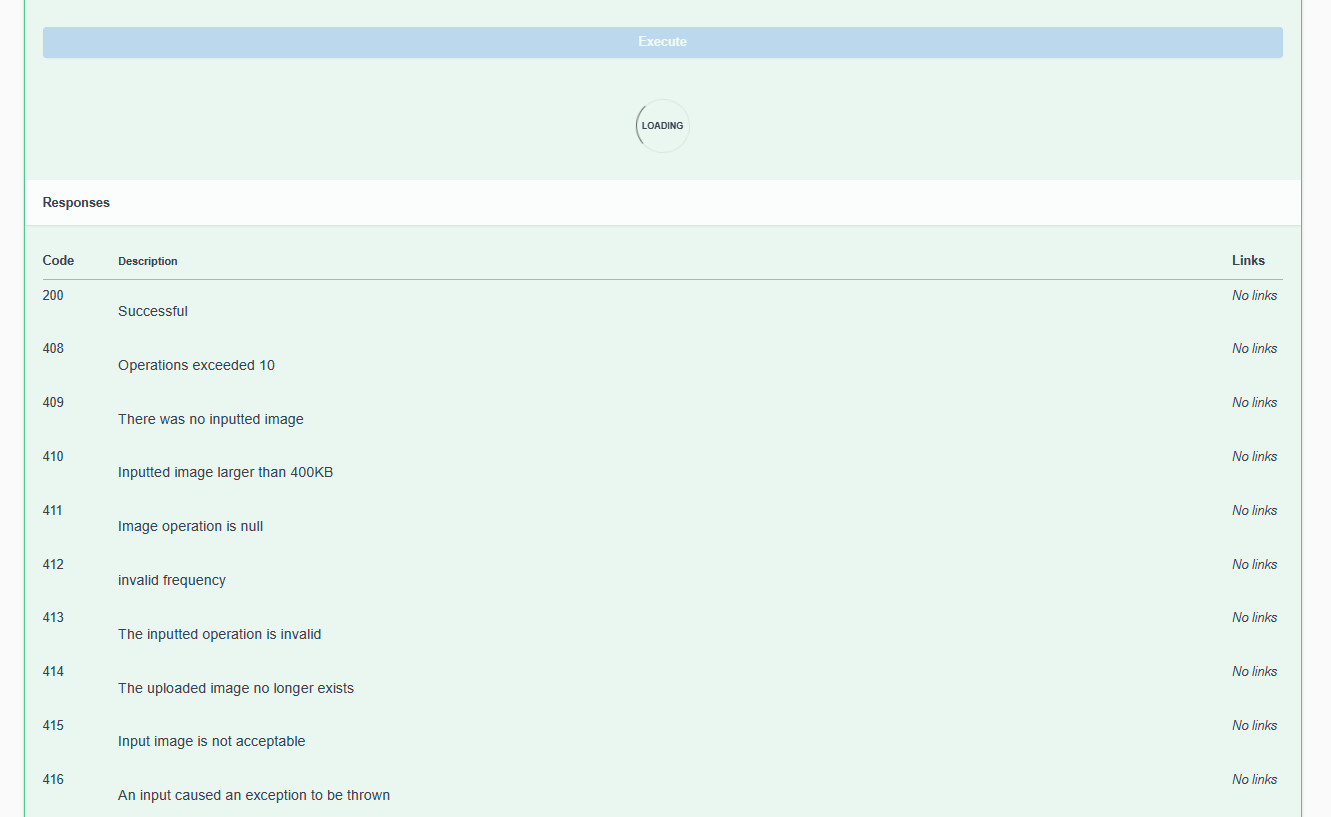 Execute
LOADING
Responses
Code Description Links
200 No links
Successful
408 No links
Operations exceeded 10
409 No links
There was no inputted image
410 No links
Inputted image larger than 400KB
411 No links
Image operation is null
412 No links
invalid frequency
413 No links
The inputted operation is invalid
414 No links
The uploaded image no longer exists
415 No links
Input image is not acceptable
416 No links
An input caused an exception to be thrown